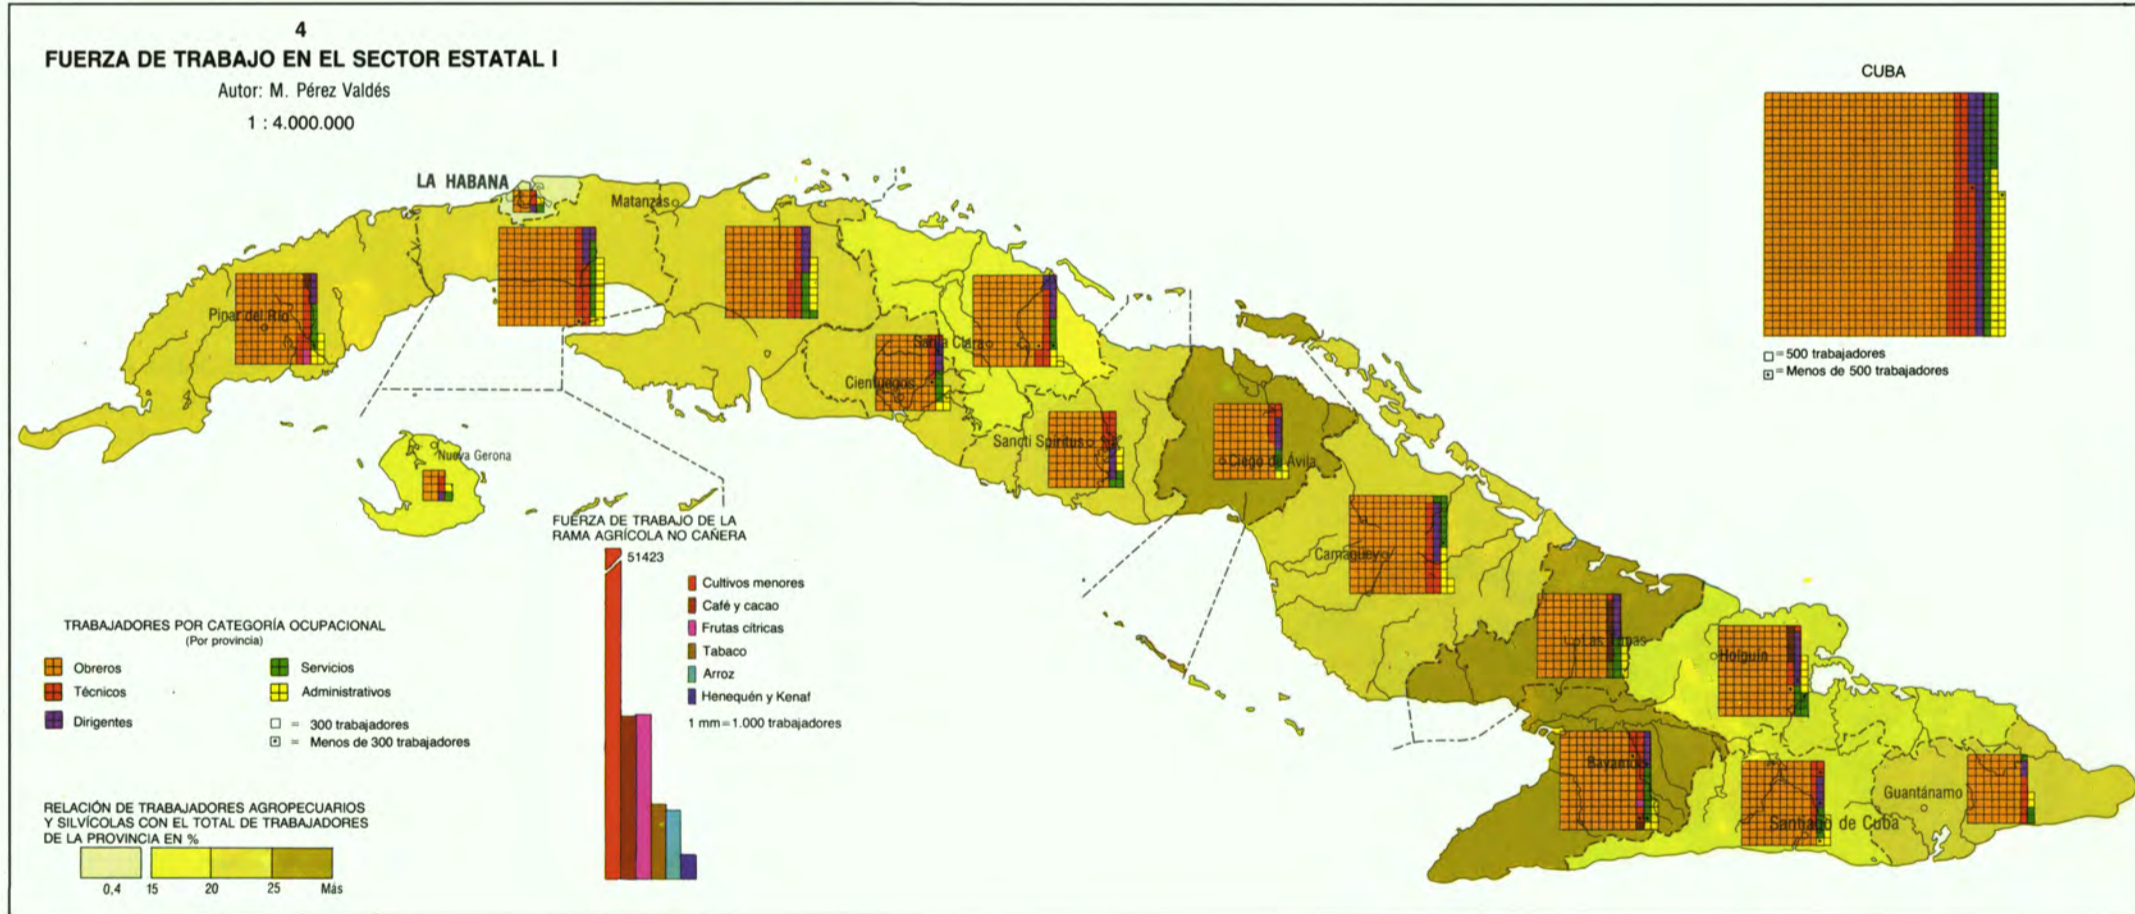 4
FUERZA DE TRABAJO EN EL SECTOR ESTATAL I
Autor: M. Pérez Valdés
1 : 4.000.000
CUBA
□ = 500 trabajadores
⊡ = Menos de 500 trabajadores
LA HABANA
Matanzas
Pinar del Río
Santa Clara
Cienfuegos
Nueva Gerona
Sancti Spíritus
Ciego de Ávila
Camagüey
Las Tunas
Holguín
Bayamo
Guantánamo
Santiago de Cuba
FUERZA DE TRABAJO DE LA
RAMA AGRÍCOLA NO CAÑERA
51423
Cultivos menores
Café y cacao
Frutas cítricas
Tabaco
Arroz
Henequén y Kenaf
1 mm=1.000 trabajadores
TRABAJADORES POR CATEGORÍA OCUPACIONAL
(Por provincia)
Obreros
Técnicos
Dirigentes
Servicios
Administrativos
□ = 300 trabajadores
⊡ = Menos de 300 trabajadores
RELACIÓN DE TRABAJADORES AGROPECUARIOS
Y SILVÍCOLAS CON EL TOTAL DE TRABAJADORES
DE LA PROVINCIA EN %
0,4 15 20 25 Más